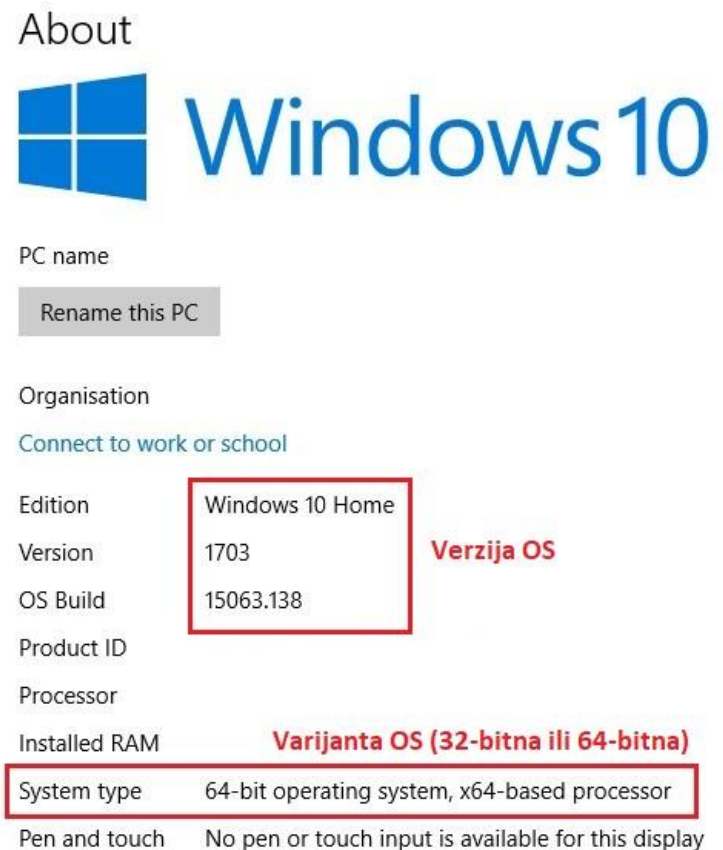 About
Windows 10
PC name
Rename this PC
Organisation
Connect to work or school
Edition Windows 10 Home
Version 1703 Verzija OS
OS Build 15063.138
Product ID
Processor
Installed RAM Varijanta OS (32-bitna ili 64-bitna)
System type 64-bit operating system, x64-based processor
Pen and touch No pen or touch input is available for this display